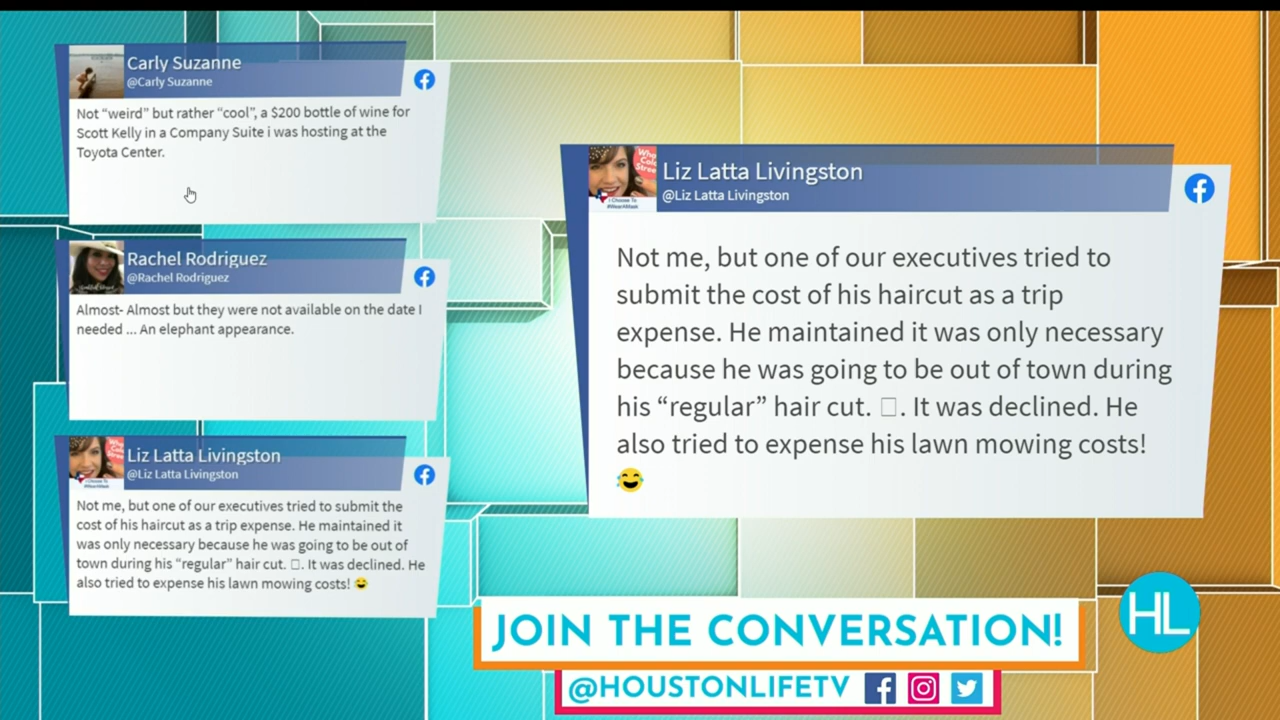 Carly Suzanne
@Carly Suzanne
Not “weird” but rather “cool”, a $200 bottle of wine for
Scott Kelly in a Company Suite i was hosting at the
Toyota Center.
Rachel Rodriguez
@Rachel Rodriguez
Almost- Almost but they were not available on the date I
needed ... An elephant appearance.
Liz Latta Livingston
@Liz Latta Livingston
Not me, but one of our executives tried to submit the
cost of his haircut as a trip expense. He maintained it
was only necessary because he was going to be out of
town during his “regular” hair cut. □. It was declined. He
also tried to expense his lawn mowing costs! 😂
Liz Latta Livingston
@Liz Latta Livingston
Not me, but one of our executives tried to
submit the cost of his haircut as a trip
expense. He maintained it was only necessary
because he was going to be out of town during
his “regular” hair cut. □. It was declined. He
also tried to expense his lawn mowing costs!
😂
JOIN THE CONVERSATION!
@HOUSTONLIFETV
HL